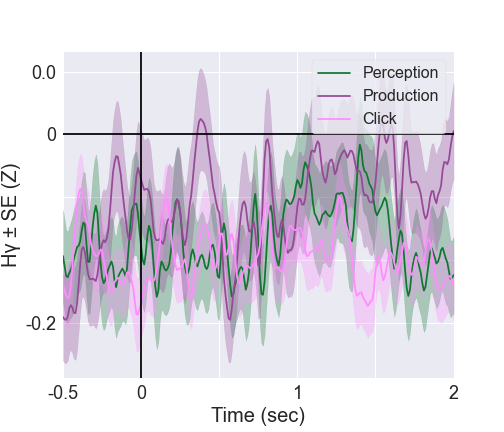 Perception
Production
Click
0.0
0
-0.2
-0.5
0
1
2
Time (sec)
Hγ ± SE (Z)